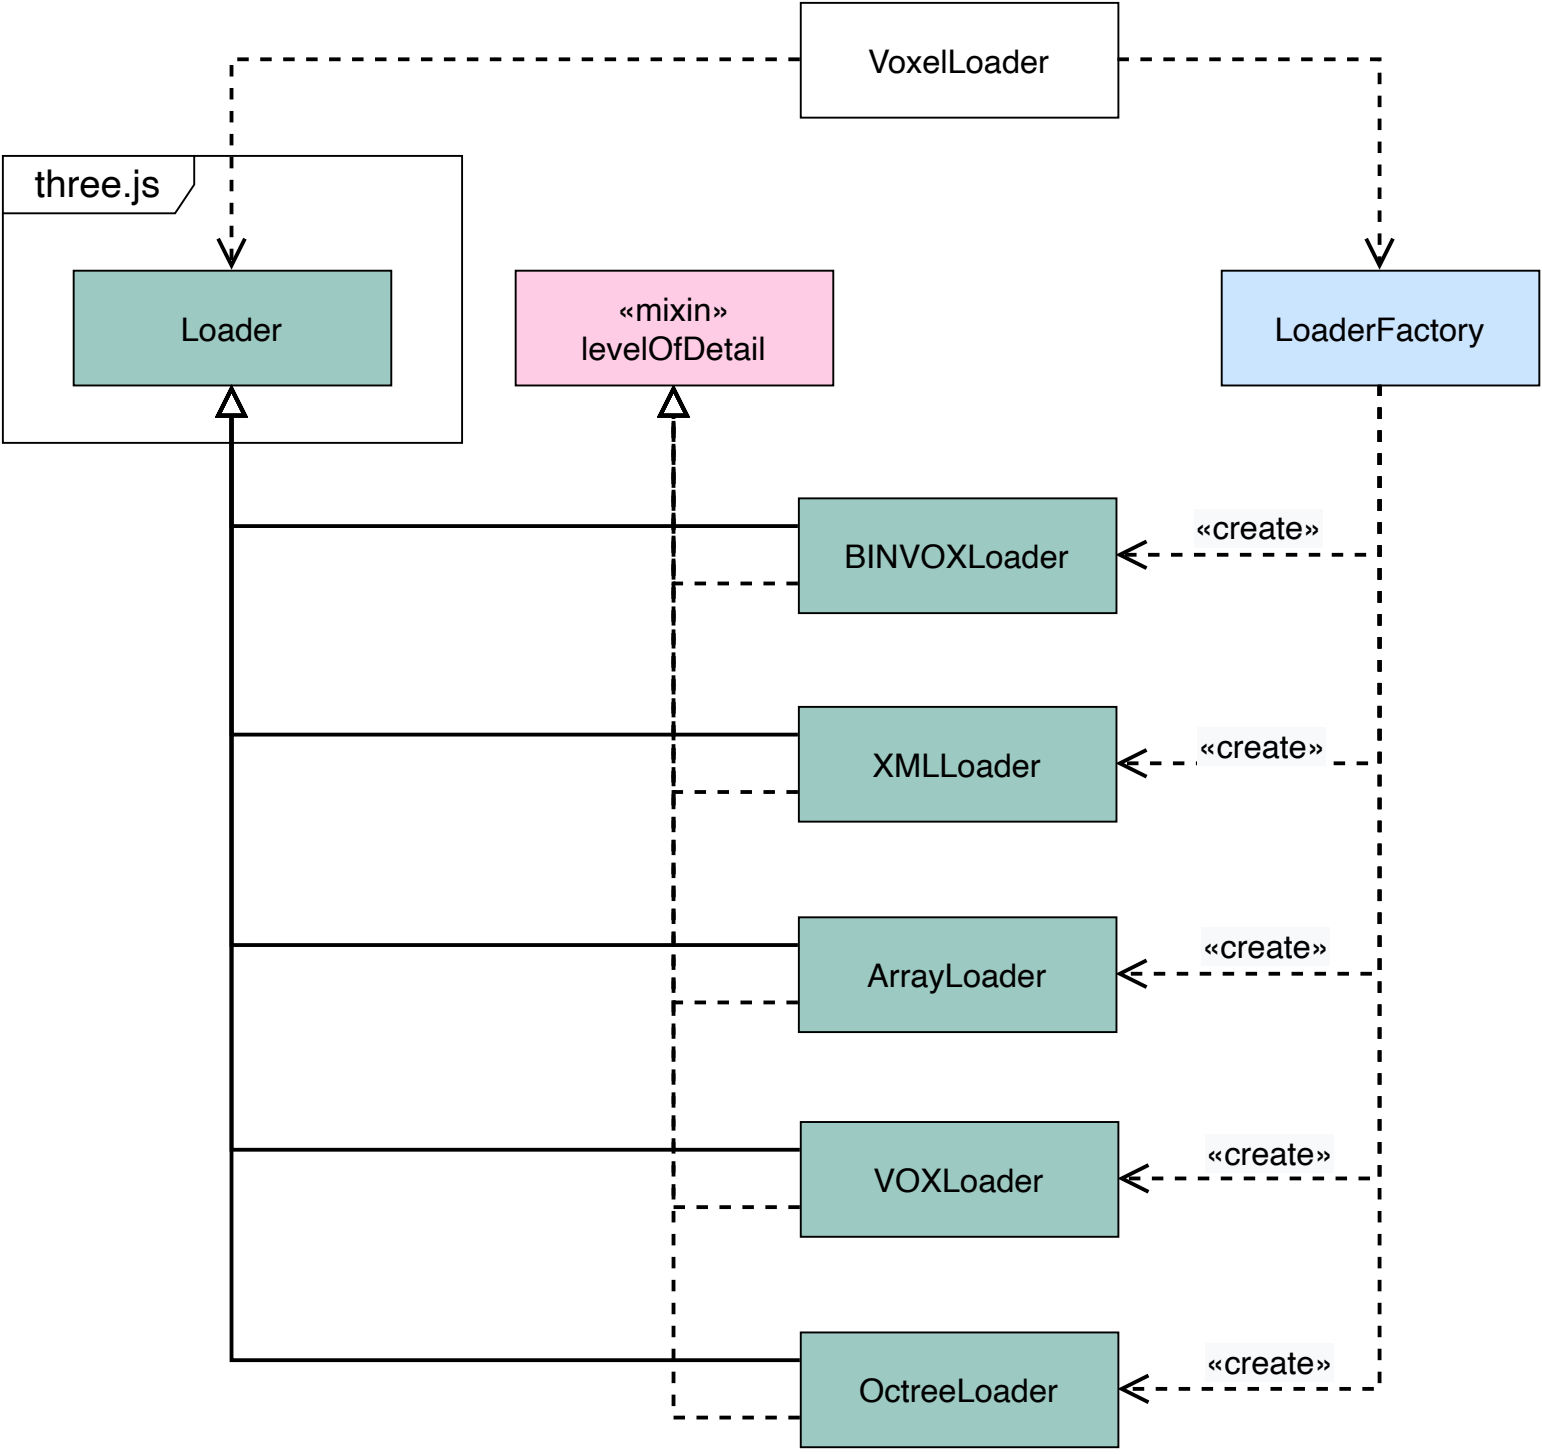 VoxelLoader
three.js
Loader
«mixin»
levelOfDetail
LoaderFactory
BINVOXLoader
«create»
XMLLoader
«create»
ArrayLoader
«create»
VOXLoader
«create»
OctreeLoader
«create»